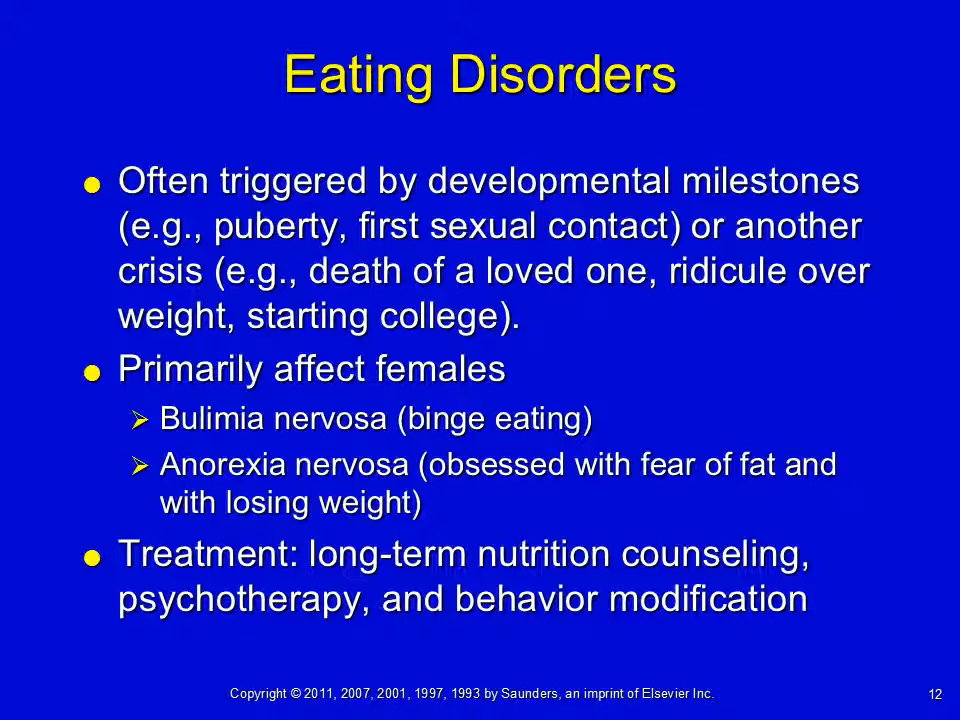 Eating Disorders
● Often triggered by developmental milestones
(e.g., puberty, first sexual contact) or another
crisis (e.g., death of a loved one, ridicule over
weight, starting college).
● Primarily affect females
➢ Bulimia nervosa (binge eating)
➢ Anorexia nervosa (obsessed with fear of fat and
with losing weight)
● Treatment: long-term nutrition counseling,
psychotherapy, and behavior modification
Copyright © 2011, 2007, 2001, 1997, 1993 by Saunders, an imprint of Elsevier Inc.
12